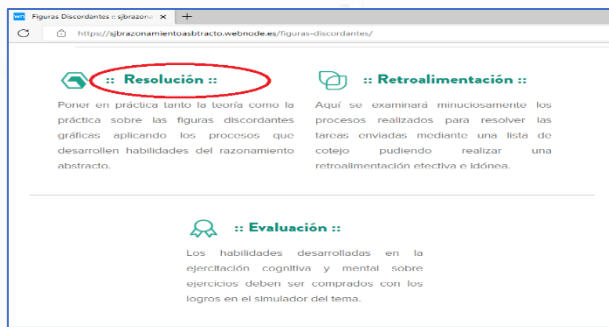 Figuras Discordantes :: sjbrazona
https://sjbrazonamientoasbtracto.webnode.es/figuras-discordantes/
:: Resolución ::
Poner en práctica tanto la teoría como la
práctica sobre las figuras discordantes
gráficas aplicando los procesos que
desarrollen habilidades del razonamiento
abstracto.
:: Retroalimentación ::
Aquí se examinará minuciosamente los
procesos realizados para resolver las
tareas enviadas mediante una lista de
cotejo pudiendo realizar una
retroalimentación efectiva e idónea.
:: Evaluación ::
Los habilidades desarrolladas en la
ejercitación cognitiva y mental sobre
ejercicios deben ser comprados con los
logros en el simulador del tema.